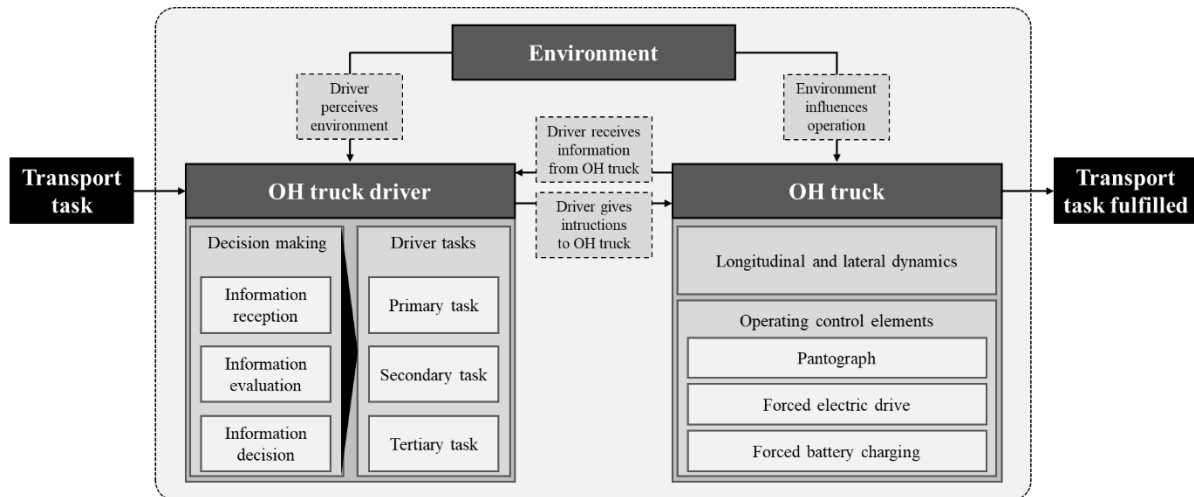 Environment
Driver
perceives
environment
Environment
influences
operation
Driver receives
information
from OH truck
Transport
task
OH truck driver
OH truck
Transport
task fulfilled
Driver gives
intructions
to OH truck
Decision making
Information
reception
Information
evaluation
Information
decision
Driver tasks
Primary task
Secondary task
Tertiary task
Longitudinal and lateral dynamics
Operating control elements
Pantograph
Forced electric drive
Forced battery charging